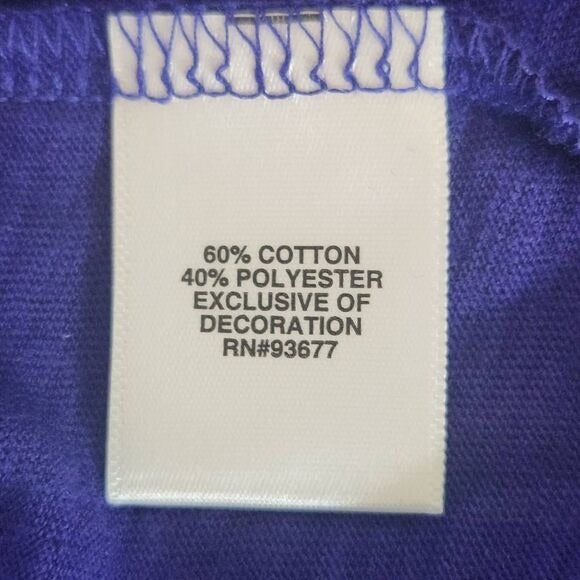 60% COTTON
40% POLYESTER
EXCLUSIVE OF
DECORATION
RN#93677